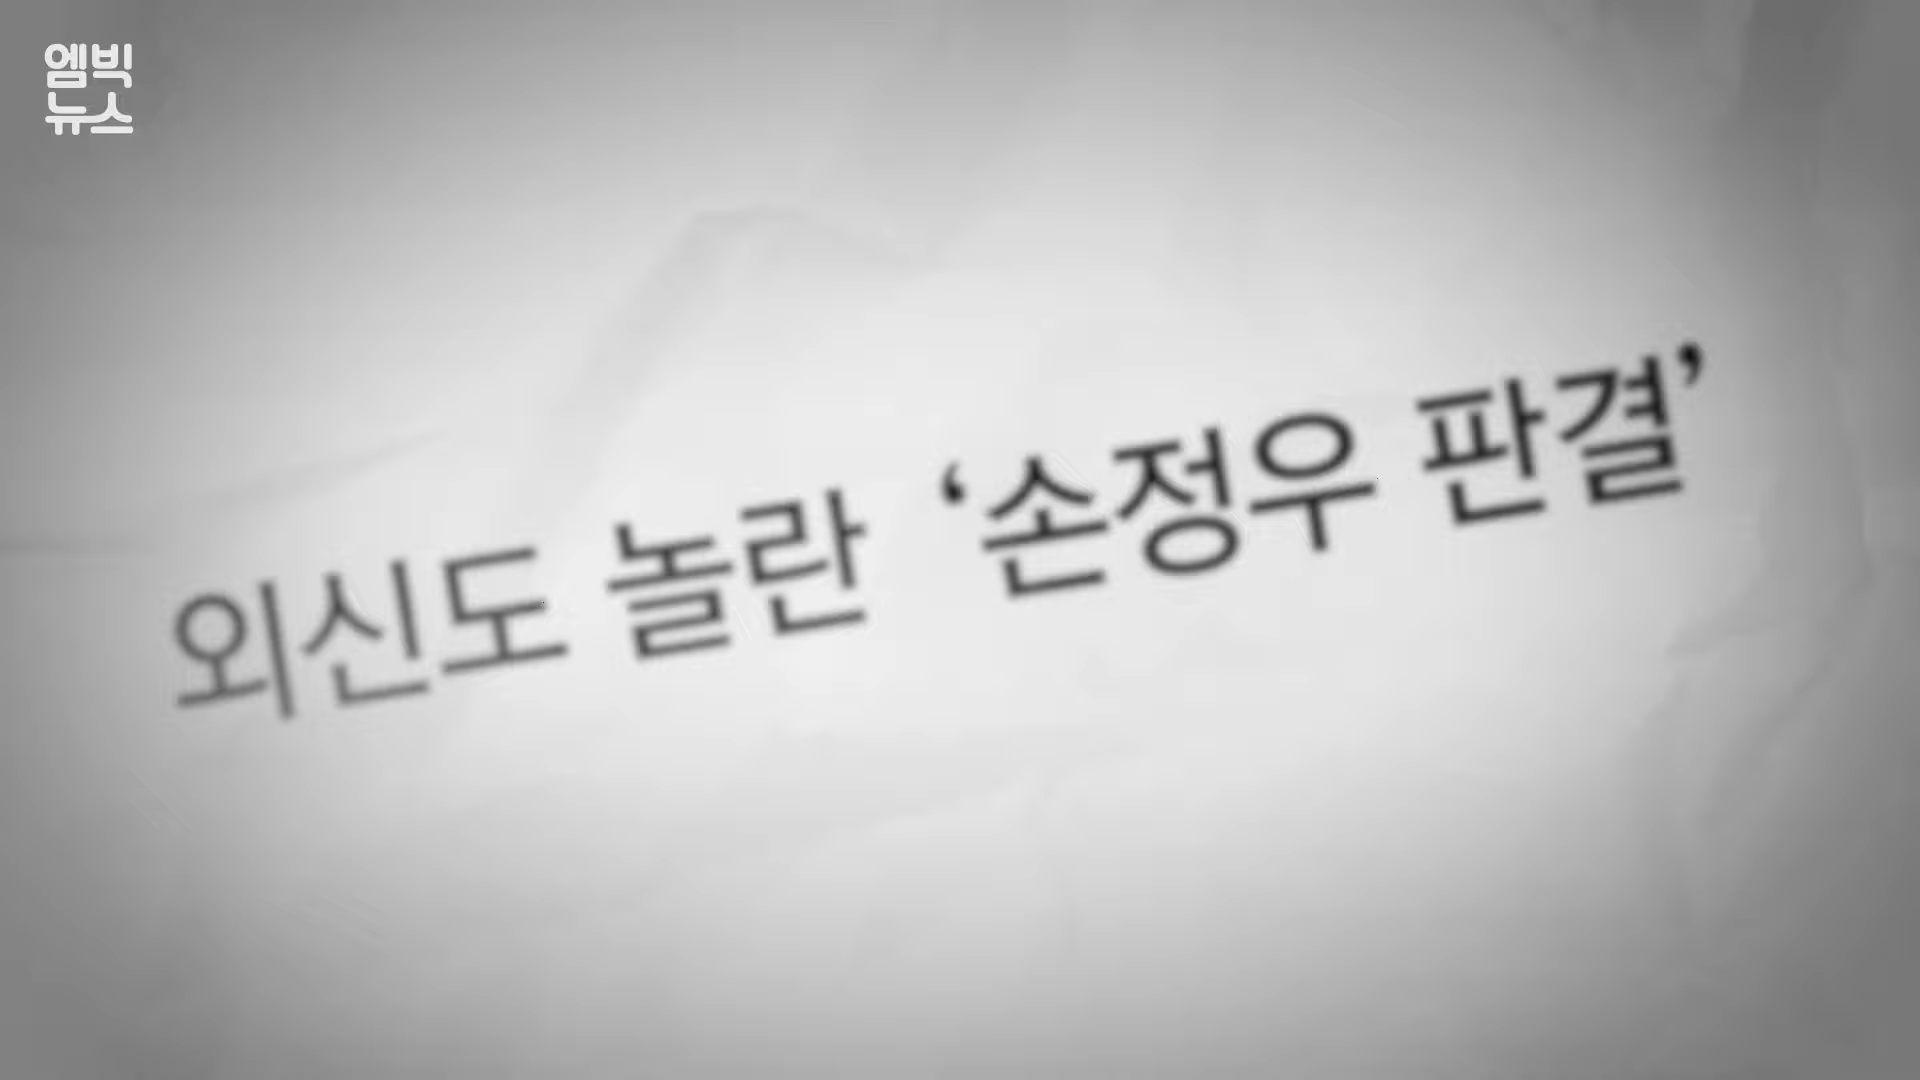 엠빅
뉴스
외신도 놀란 ‘손정우 판결’